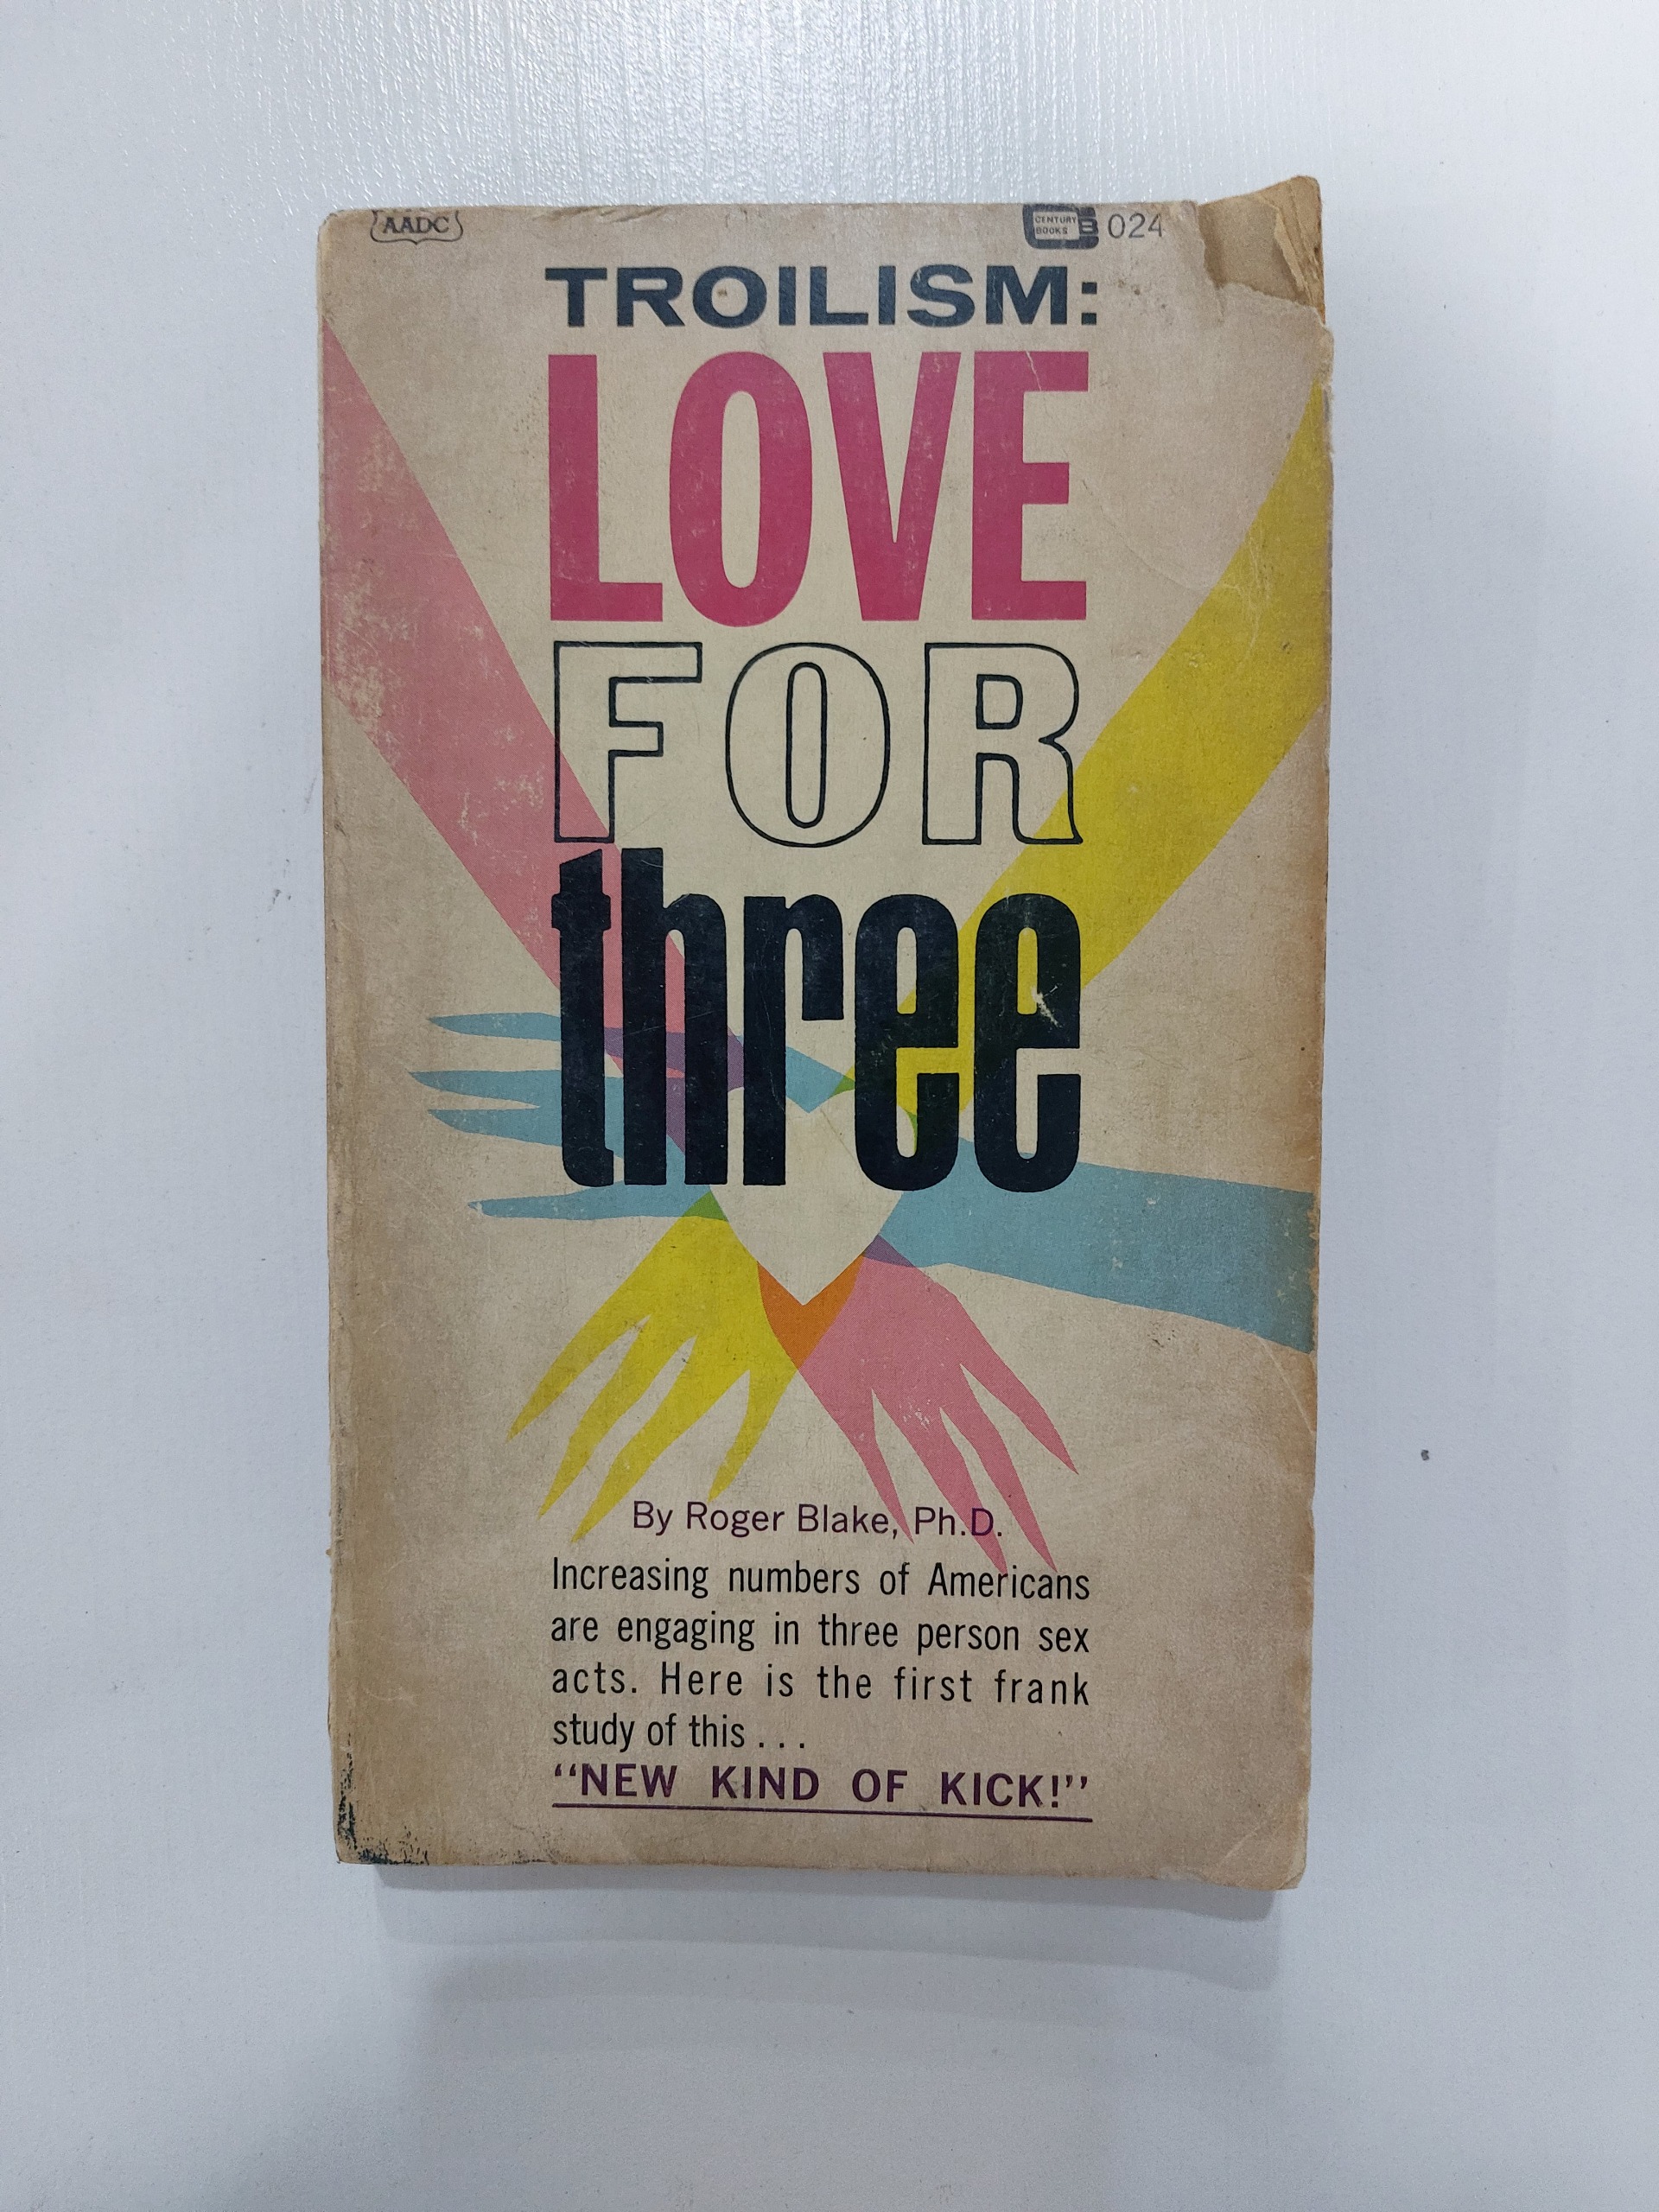 AADC
CENTURY
BOOKS B 024
TROILISM:
LOVE
FOR
three
By Roger Blake, Ph.D.
Increasing numbers of Americans
are engaging in three person sex
acts. Here is the first frank
study of this . . .
“NEW KIND OF KICK!”